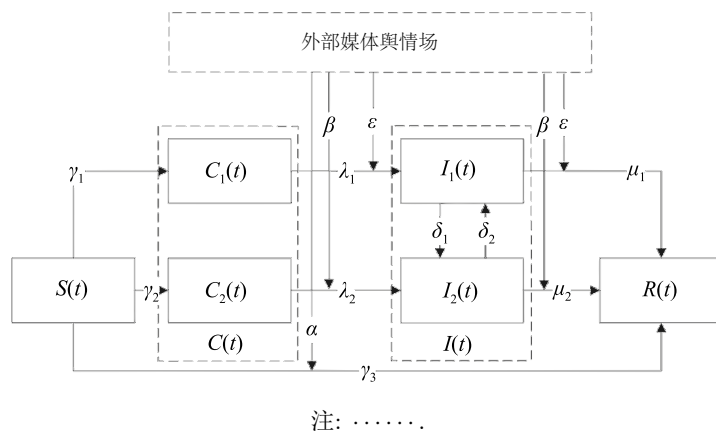 外部媒体舆情场
β ε β ε
γ₁ C₁(t) λ₁ I₁(t) μ₁
δ₁ δ₂
S(t) γ₂ C₂(t) λ₂ I₂(t) μ₂ R(t)
α C(t) I(t)
γ₃
注: · · · · · · .